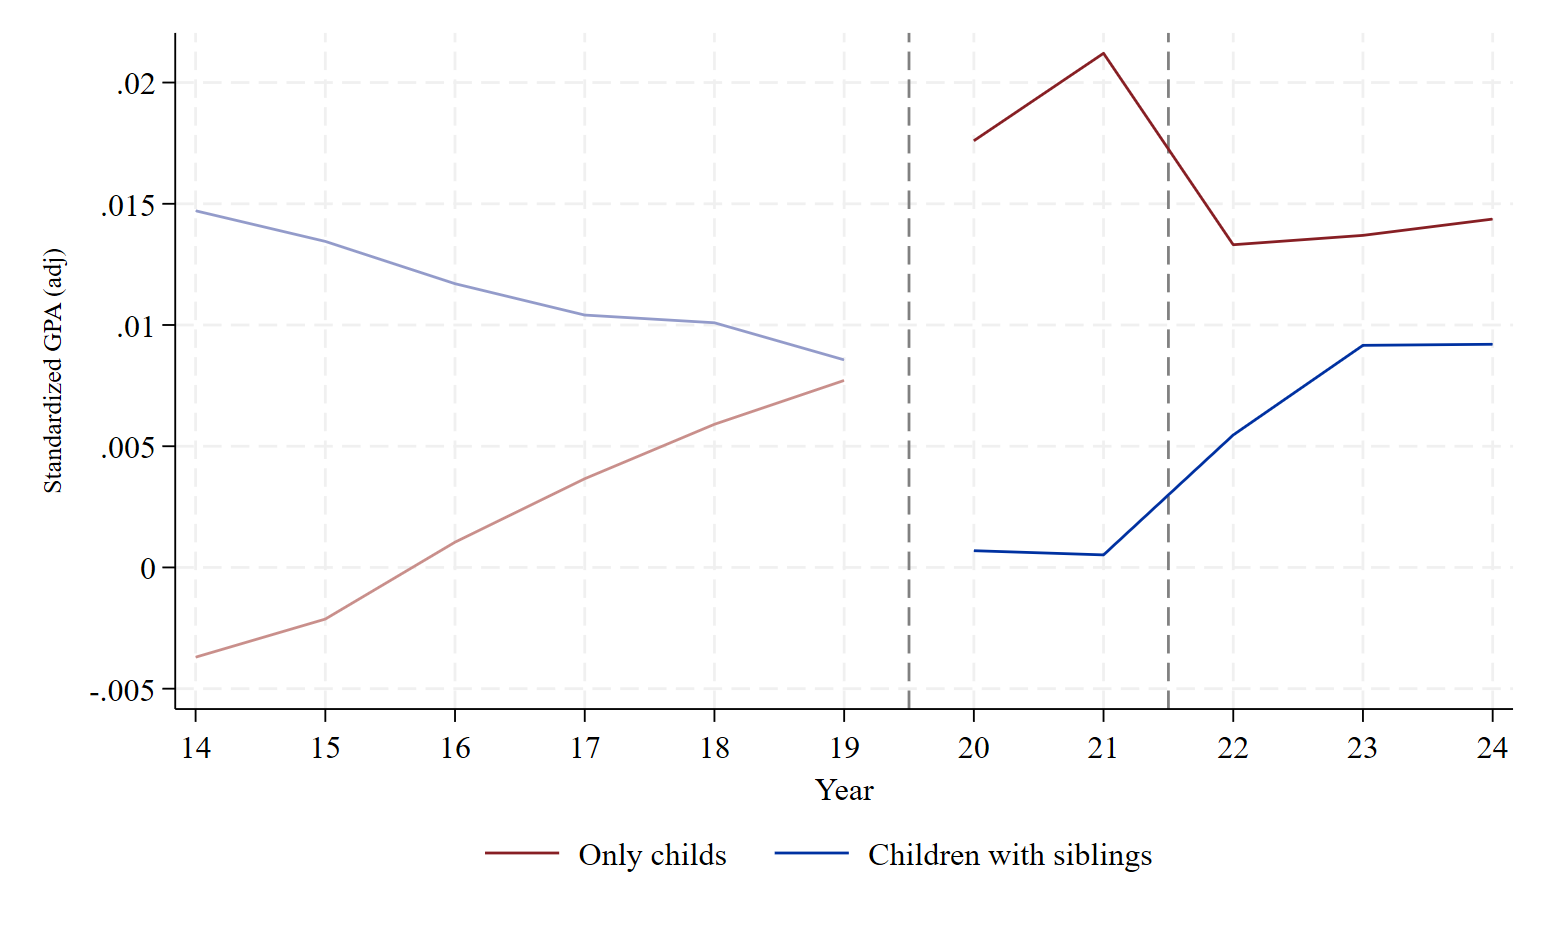 .02
.015
.01
.005
0
-.005
Standardized GPA (adj)
14 15 16 17 18 19 20 21 22 23 24
Year
Only childs Children with siblings